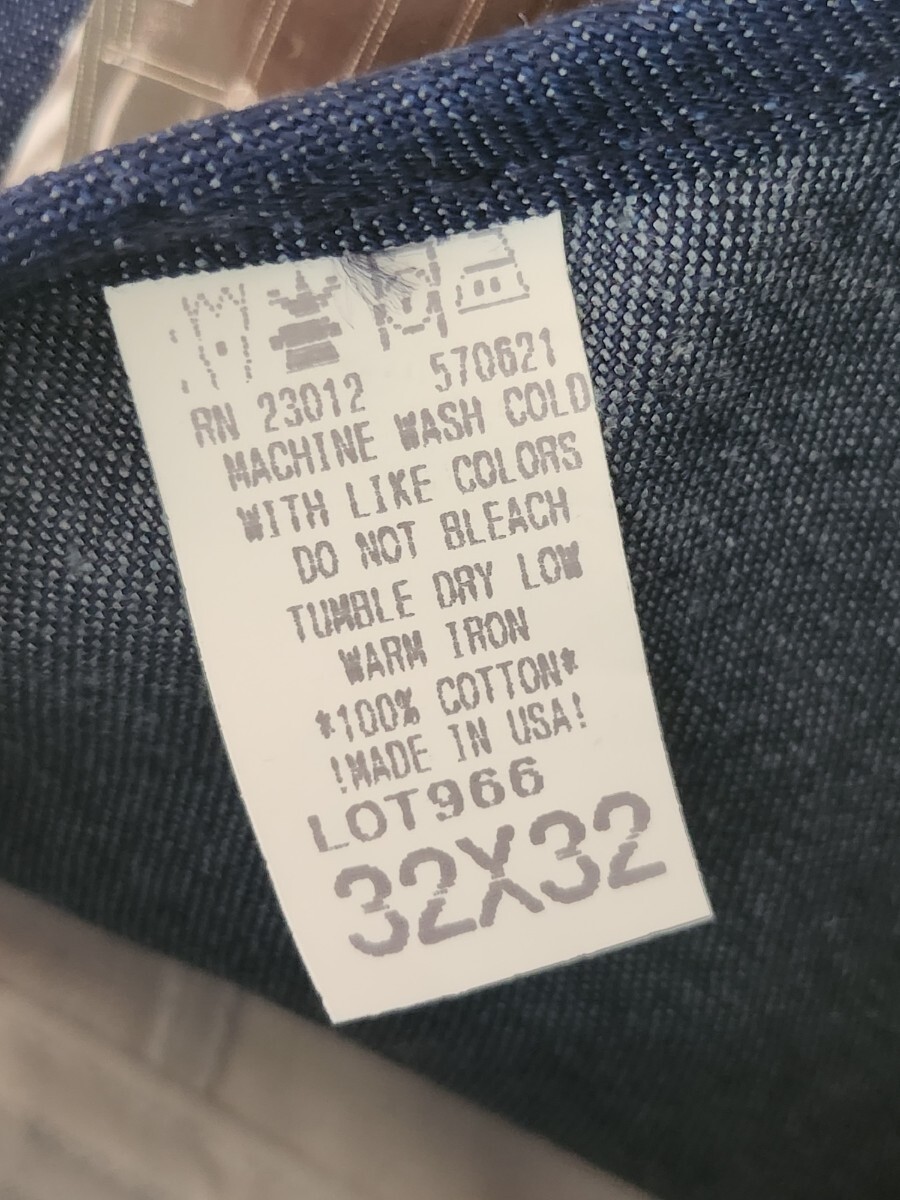 RN 23012 570621
MACHINE WASH COLD
WITH LIKE COLORS
DO NOT BLEACH
TUMBLE DRY LOW
WARM IRON
*100% COTTON*
!MADE IN USA!
LOT966
32X32